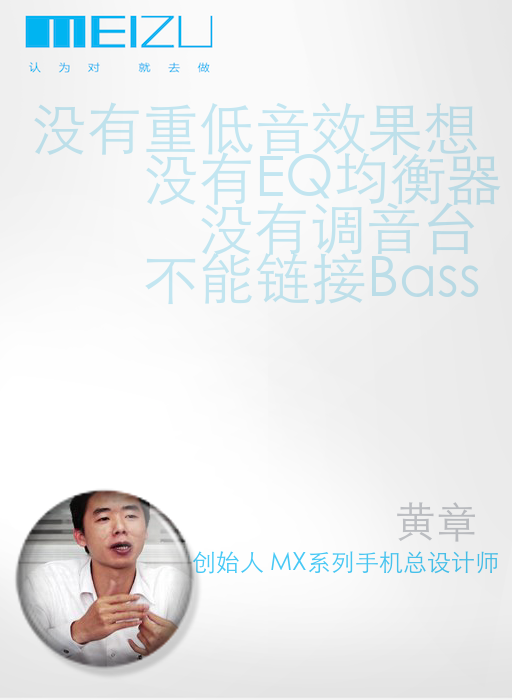 MEIZU
认为对 就去做
没有重低音效果想
没有EQ均衡器
没有调音台
不能链接Bass
黄章
创始人 MX系列手机总设计师